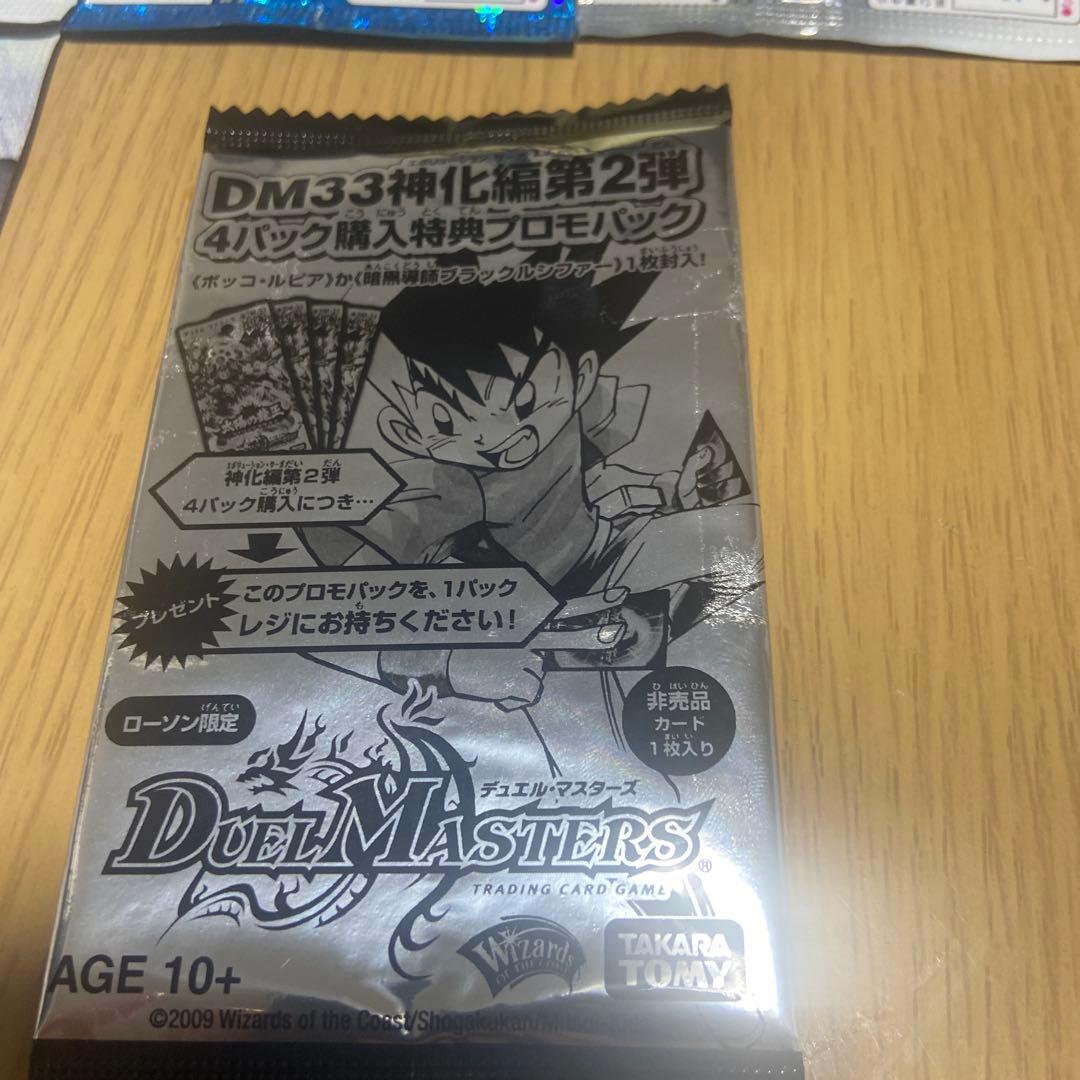 DM33神化編第2弾
4パック購入特典プロモパック
《ボッコ・ルピア》か《暗黒導師ブラックルシファー》1枚封入!
神化編第2弾
4パック購入につき…
プレゼント
このプロモパックを、1パック
レジにお持ちください!
ローソン限定
非売品
カード
1枚入り
デュエル・マスターズ
DUEL MASTERS
TRADING CARD GAME
Wizards
OF THE COAST
TAKARA
TOMY
AGE 10+
©2009 Wizards of the Coast/Shogakukan/Mitsui-K